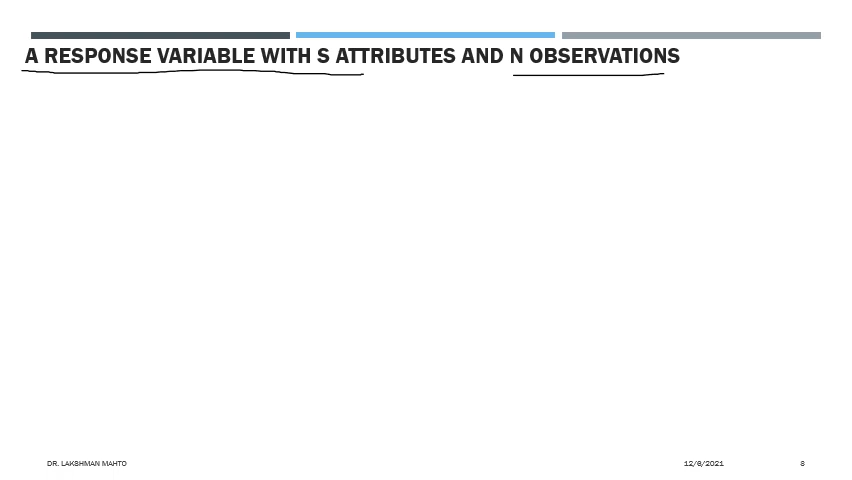 A RESPONSE VARIABLE WITH S ATTRIBUTES AND N OBSERVATIONS
DR. LAKSHMAN MAHTO
12/8/2021
8